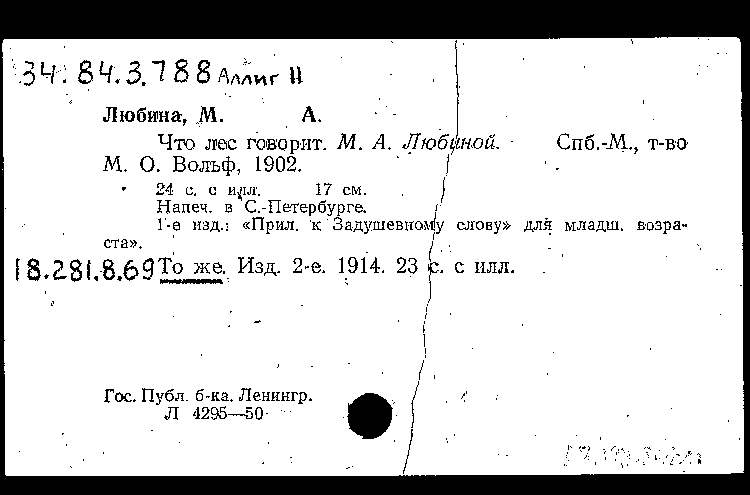 34.84.3.788 Аллиг II
Любина, М. А.
Что лес говорит. М. А. Любиной. Спб.-М., т-во
М. О. Вольф, 1902.
24 с. с илл. 17 см.
Напеч. в С.-Петербурге.
1-е изд.: «Прил. к Задушевному слову» для младш. возра-
ста».
18.281.8.69 То же. Изд. 2-е. 1914. 23 с. с илл.
Гос. Публ. б-ка. Ленингр.
Л 4295—50